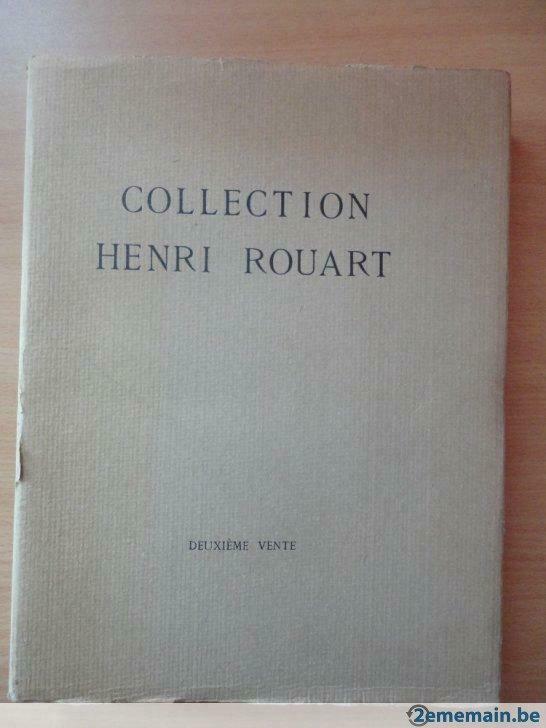 COLLECTION
HENRI ROUART
DEUXIÈME VENTE
2ememain.be